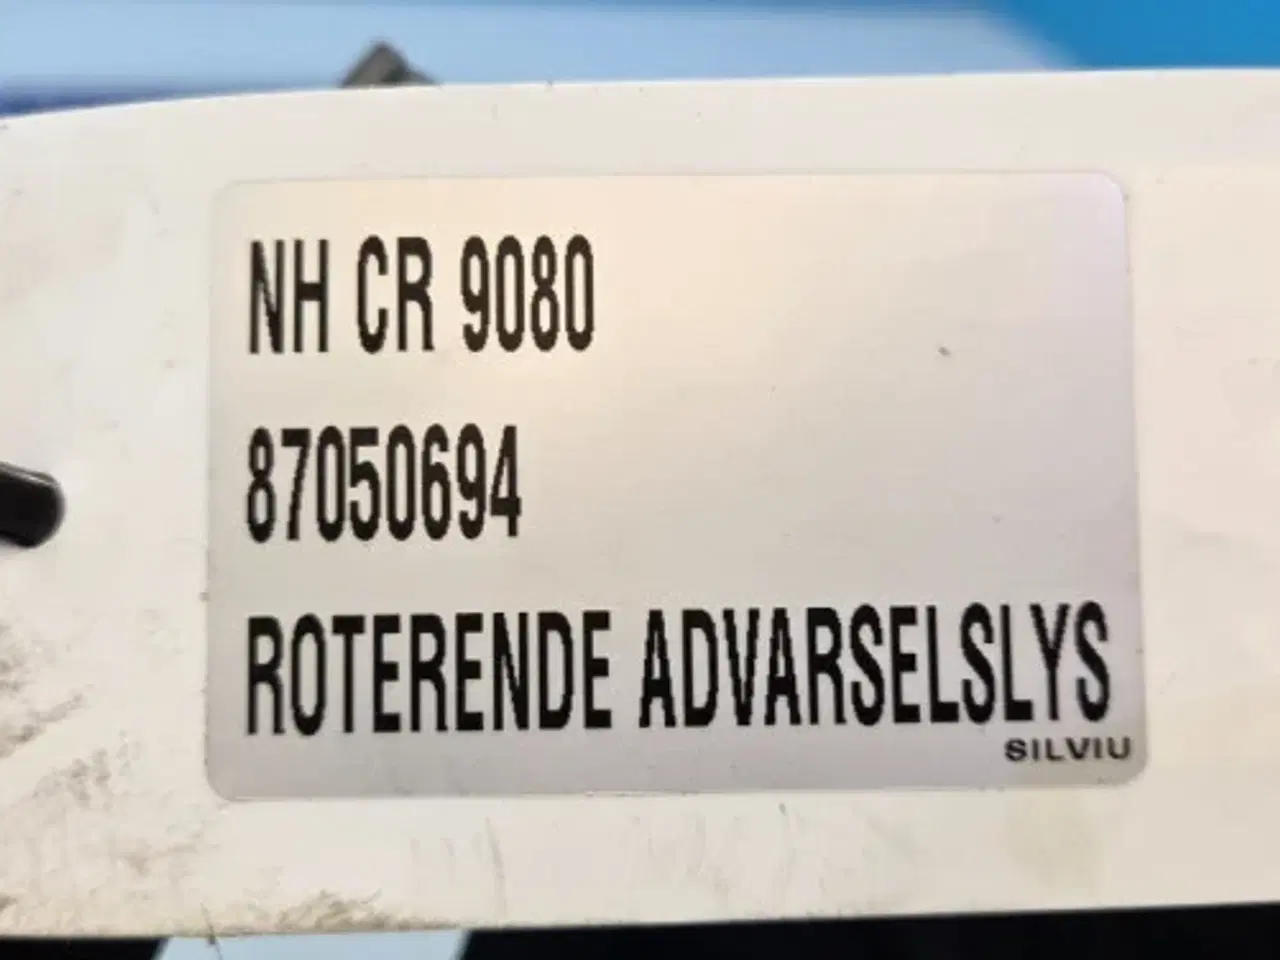 NH CR 9080
87050694
ROTERENDE ADVARSELSLYS
SILVIU